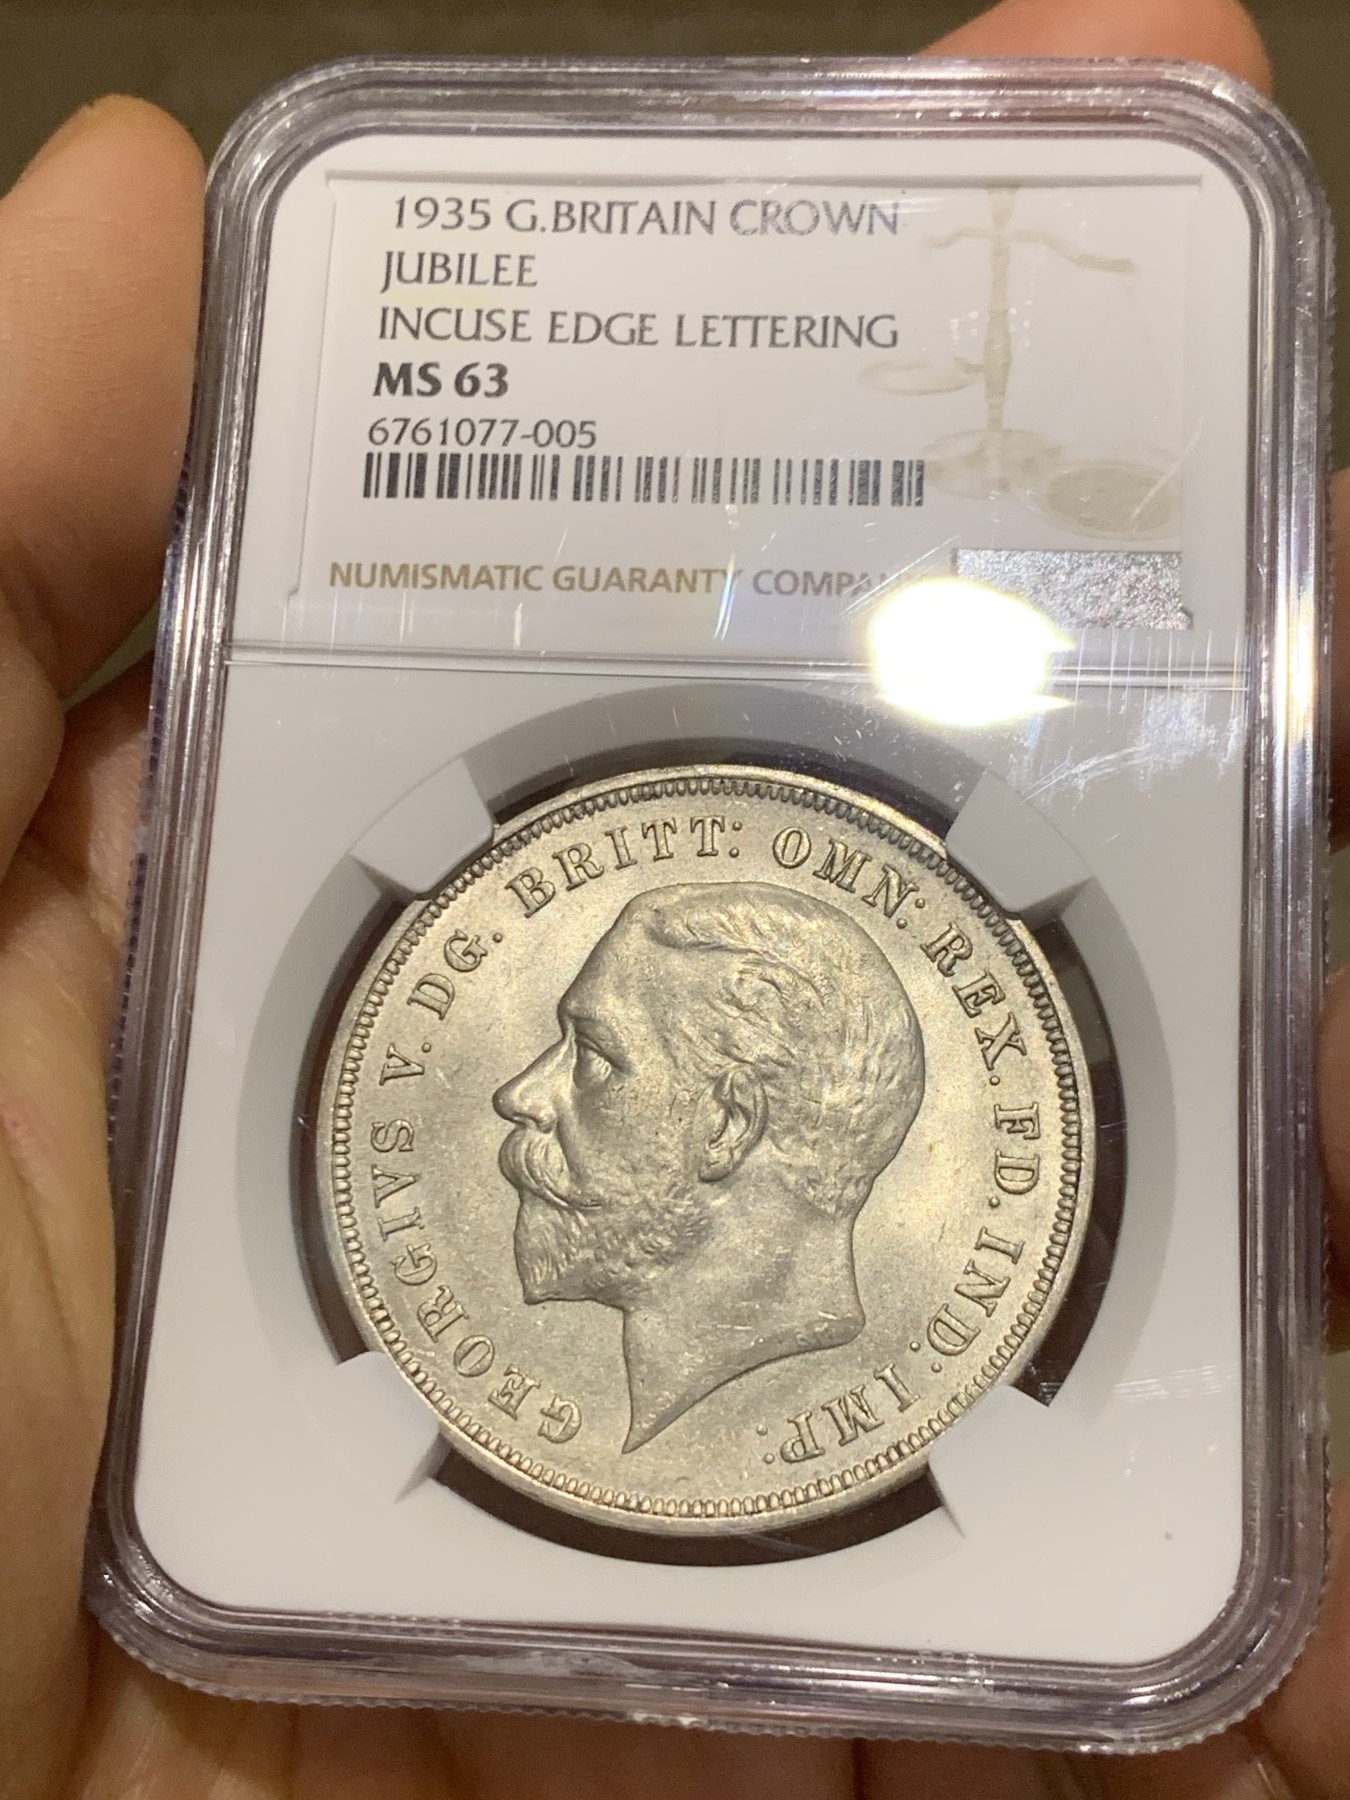 1935 G.BRITAIN CROWN
JUBILEE
INCUSE EDGE LETTERING
MS 63
6761077-005
NUMISMATIC GUARANTY COMPANY
GEORGIVS V. DG. BRITT: OMN: REX. FD. IND: IMP: